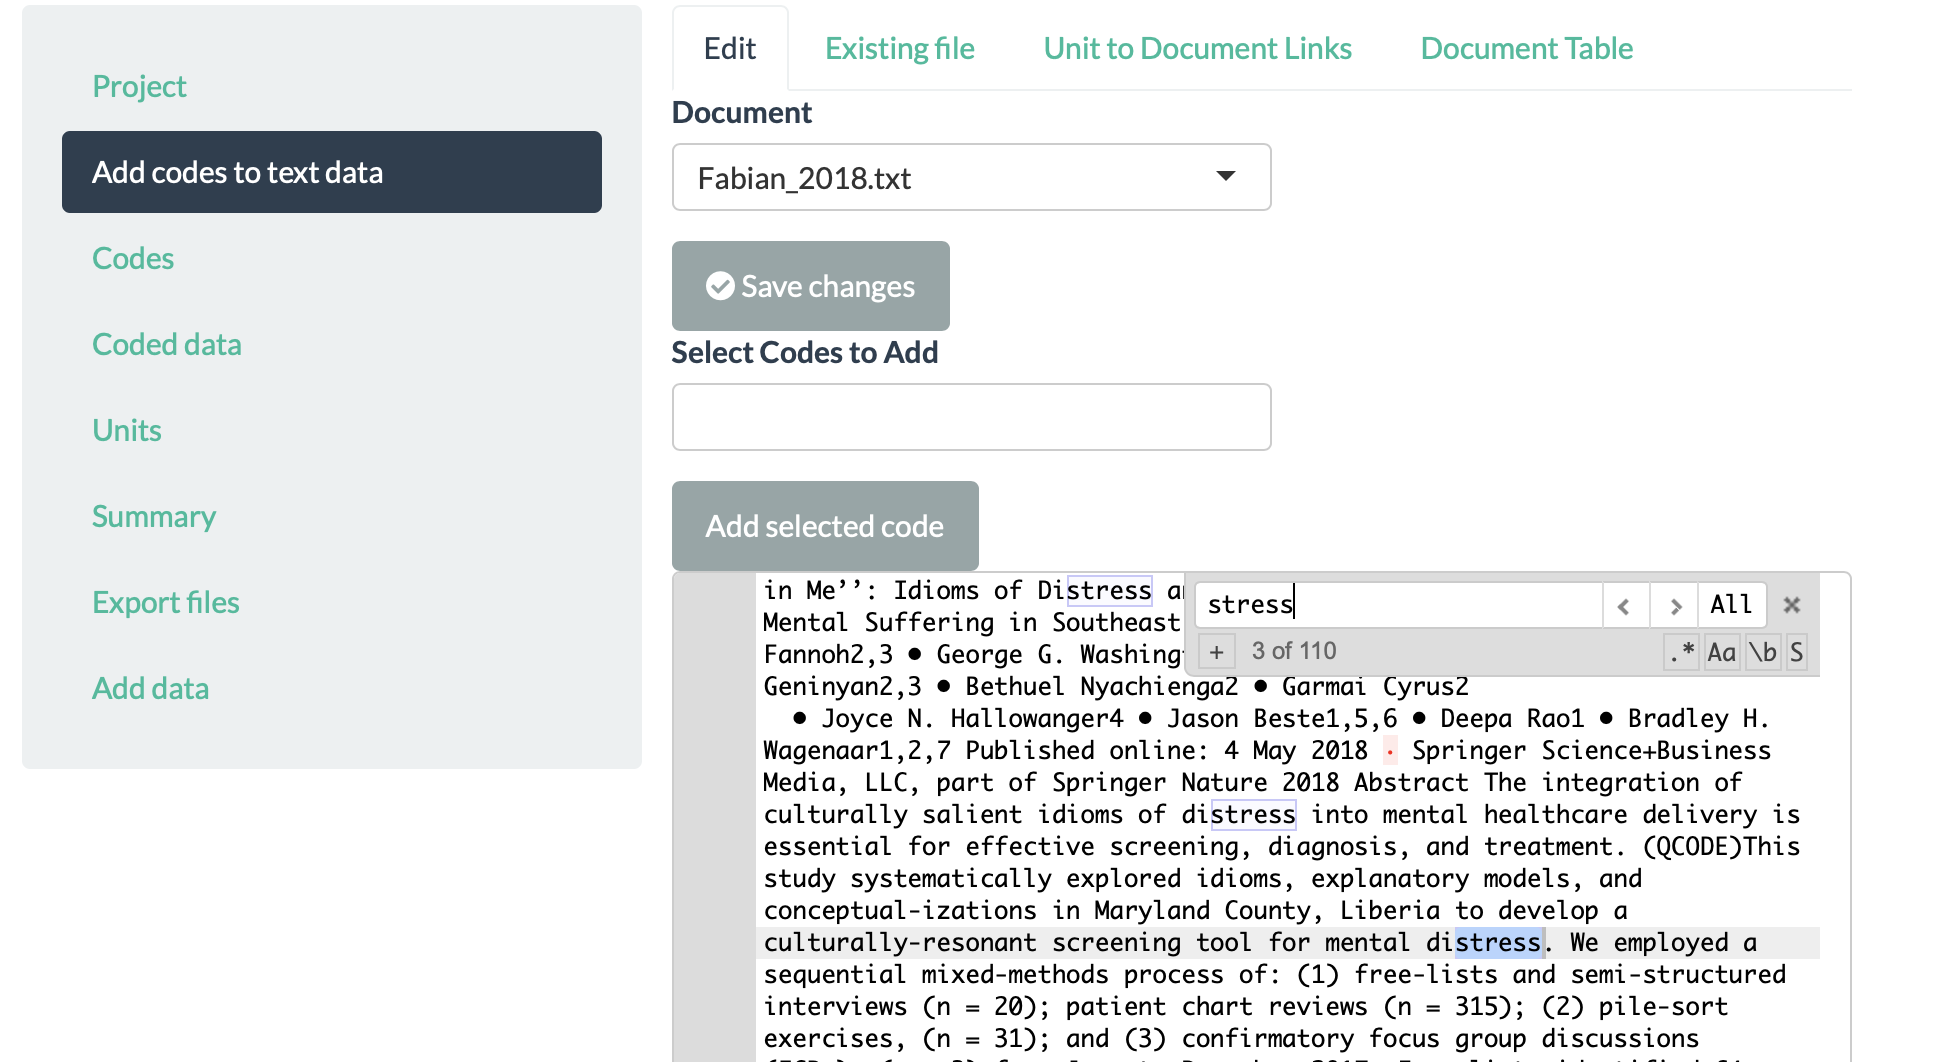 Project
Add codes to text data
Codes
Coded data
Units
Summary
Export files
Add data
Edit
Existing file
Unit to Document Links
Document Table
Document
Fabian_2018.txt
Save changes
Select Codes to Add
Add selected code
stress
All
+
3 of 110
.*
Aa
\b
S
in Me’’: Idioms of Distress
Mental Suffering in Southeast
Fannoh2,3 ● George G.
Geninyan2,3 ● Bethuel Nyachienga2 ● Garmai Cyrus2
● Joyce N. Hallowanger4 ● Jason Beste1,5,6 ● Deepa Rao1 ● Bradley H.
Wagenaar1,2,7 Published online: 4 May 2018 • Springer Science+Business
Media, LLC, part of Springer Nature 2018 Abstract The integration of
culturally salient idioms of distress into mental healthcare delivery is
essential for effective screening, diagnosis, and treatment. (QCODE)This
study systematically explored idioms, explanatory models, and
conceptual-izations in Maryland County, Liberia to develop a
culturally-resonant screening tool for mental distress. We employed a
sequential mixed-methods process of: (1) free-lists and semi-structured
interviews (n = 20); patient chart reviews (n = 315); (2) pile-sort
exercises, (n = 31); and (3) confirmatory focus group discussions